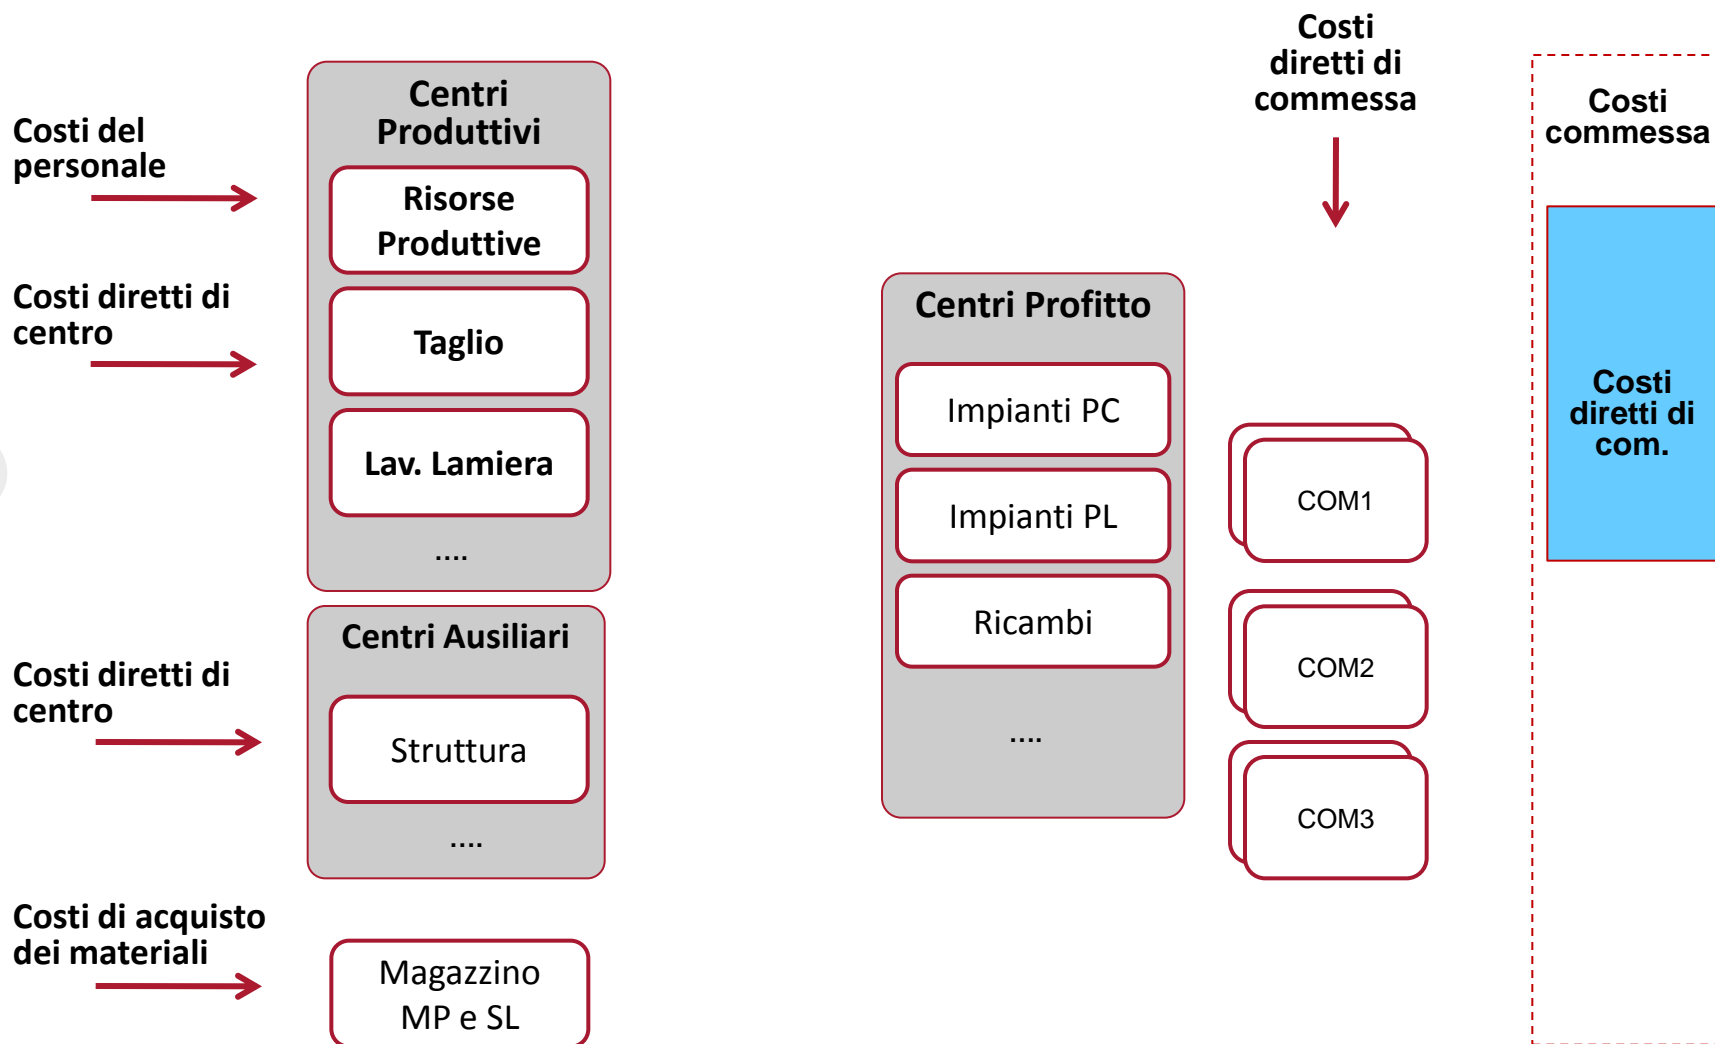 Costi del
personale
Costi diretti di
centro
Costi diretti di
centro
Costi di acquisto
dei materiali
Centri
Produttivi
Risorse
Produttive
Taglio
Lav. Lamiera
....
Centri Ausiliari
Struttura
....
Magazzino
MP e SL
Centri Profitto
Impianti PC
Impianti PL
Ricambi
....
Costi
diretti di
commessa
COM1
COM2
COM3
Costi
commessa
Costi
diretti di
com.